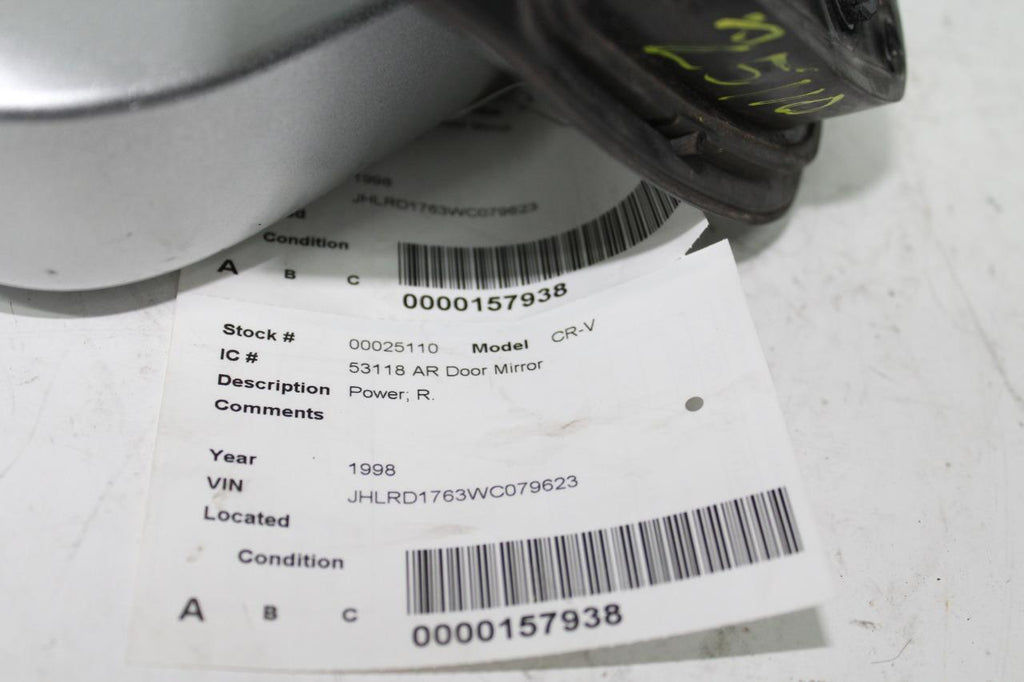 25110
1998
JHLRD1763WC079623
Condition
A B C
0000157938
Stock # 00025110 Model CR-V
IC # 53118 AR Door Mirror
Description Power; R.
Comments
Year 1998
VIN JHLRD1763WC079623
Located
Condition
A B C
0000157938